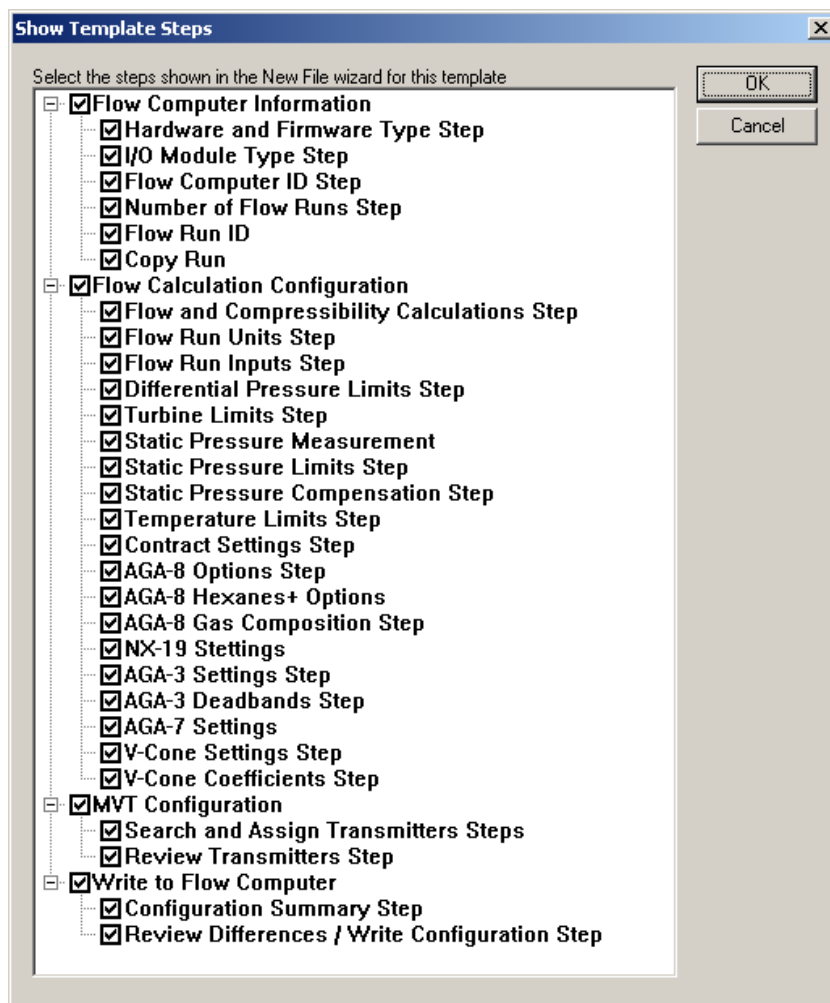 Show Template Steps
Select the steps shown in the New File wizard for this template
OK
Cancel
Flow Computer Information
Hardware and Firmware Type Step
I/O Module Type Step
Flow Computer ID Step
Number of Flow Runs Step
Flow Run ID
Copy Run
Flow Calculation Configuration
Flow and Compressibility Calculations Step
Flow Run Units Step
Flow Run Inputs Step
Differential Pressure Limits Step
Turbine Limits Step
Static Pressure Measurement
Static Pressure Limits Step
Static Pressure Compensation Step
Temperature Limits Step
Contract Settings Step
AGA-8 Options Step
AGA-8 Hexanes+ Options
AGA-8 Gas Composition Step
NX-19 Stettings
AGA-3 Settings Step
AGA-3 Deadbands Step
AGA-7 Settings
V-Cone Settings Step
V-Cone Coefficients Step
MVT Configuration
Search and Assign Transmitters Steps
Review Transmitters Step
Write to Flow Computer
Configuration Summary Step
Review Differences / Write Configuration Step